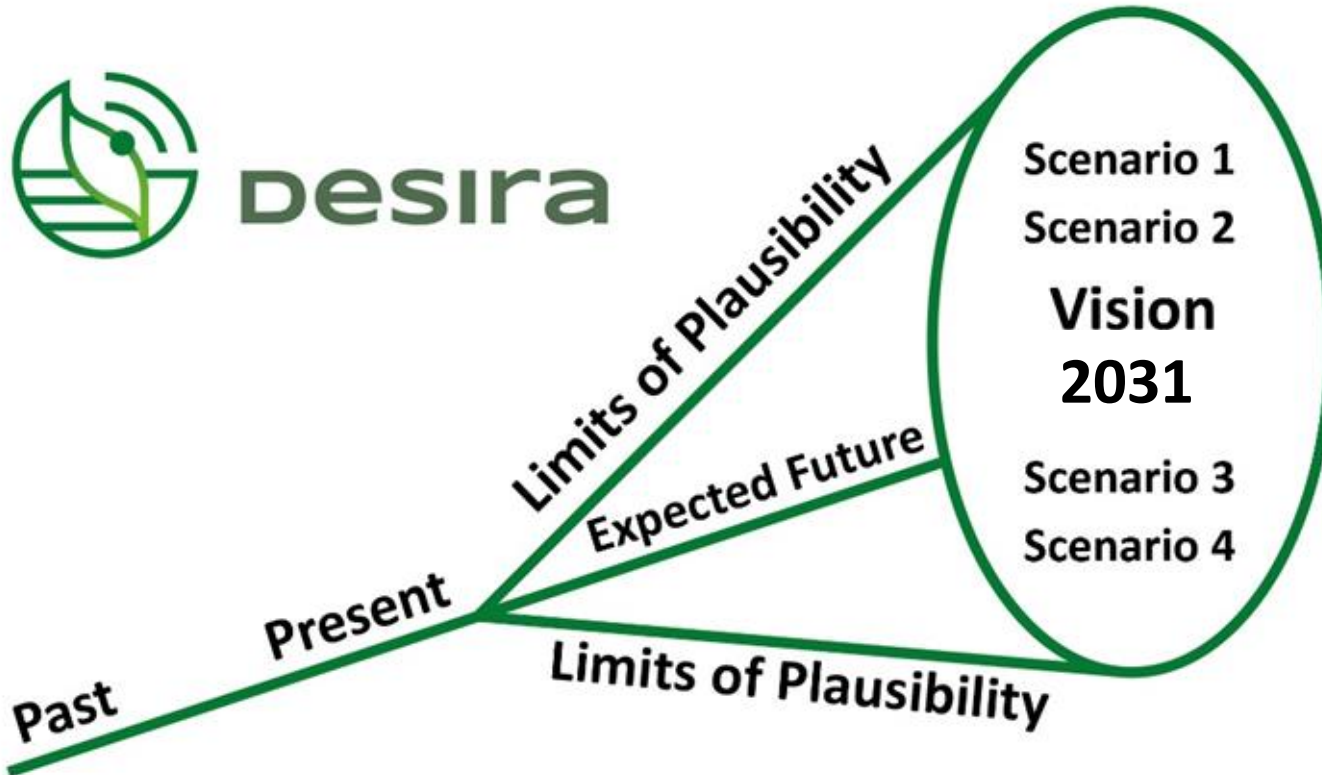 DESIRA
Limits of Plausibility
Scenario 1
Scenario 2
Vision
2031
Expected Future
Scenario 3
Scenario 4
Present
Limits of Plausibility
Past